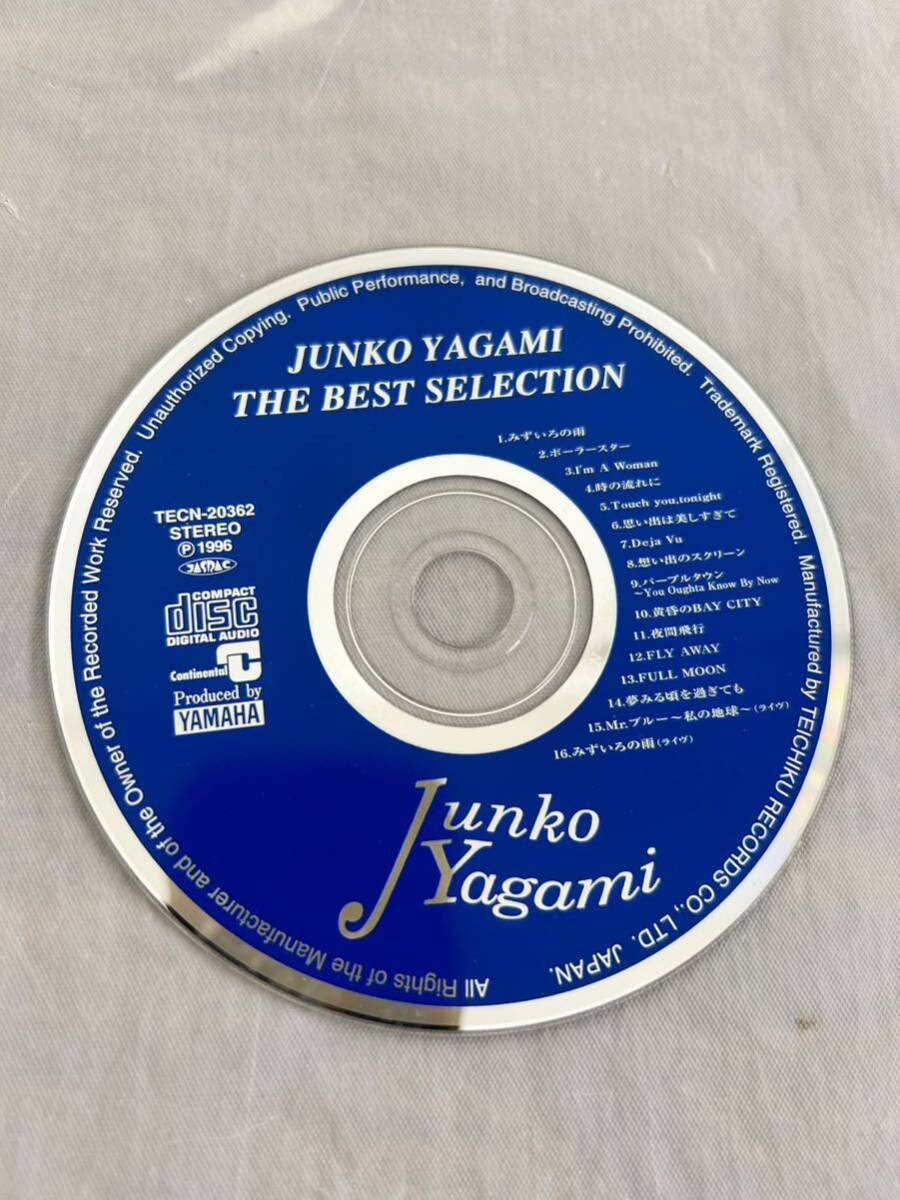 JUNKO YAGAMI
THE BEST SELECTION
1.みずいろの雨
2.ポーラースター
3.I'm A Woman
4.時の流れに
5.Touch you,tonight
6.思い出は美しすぎて
7.Deja Vu
8.想い出のスクリーン
9.パープルタウン
～You Oughta Know By Now
10.黄昏のBAY CITY
11.夜間飛行
12.FLY AWAY
13.FULL MOON
14.夢みる頃を過ぎても
15.Mr.ブルー～私の地球～(ライヴ)
16.みずいろの雨(ライヴ)
TECN-20362
STEREO
Ⓟ1996
JASRAC
COMPACT
disc
DIGITAL AUDIO
Continental
Produced by
YAMAHA
Junko
Yagami
All Rights of the Manufacturer and of the Owner of the Recorded Work Reserved. Unauthorized Copying. Public Performance, and Broadcasting Prohibited. Trademark Registered. Manufactured by TEICHIKU RECORDS CO., LTD. JAPAN.